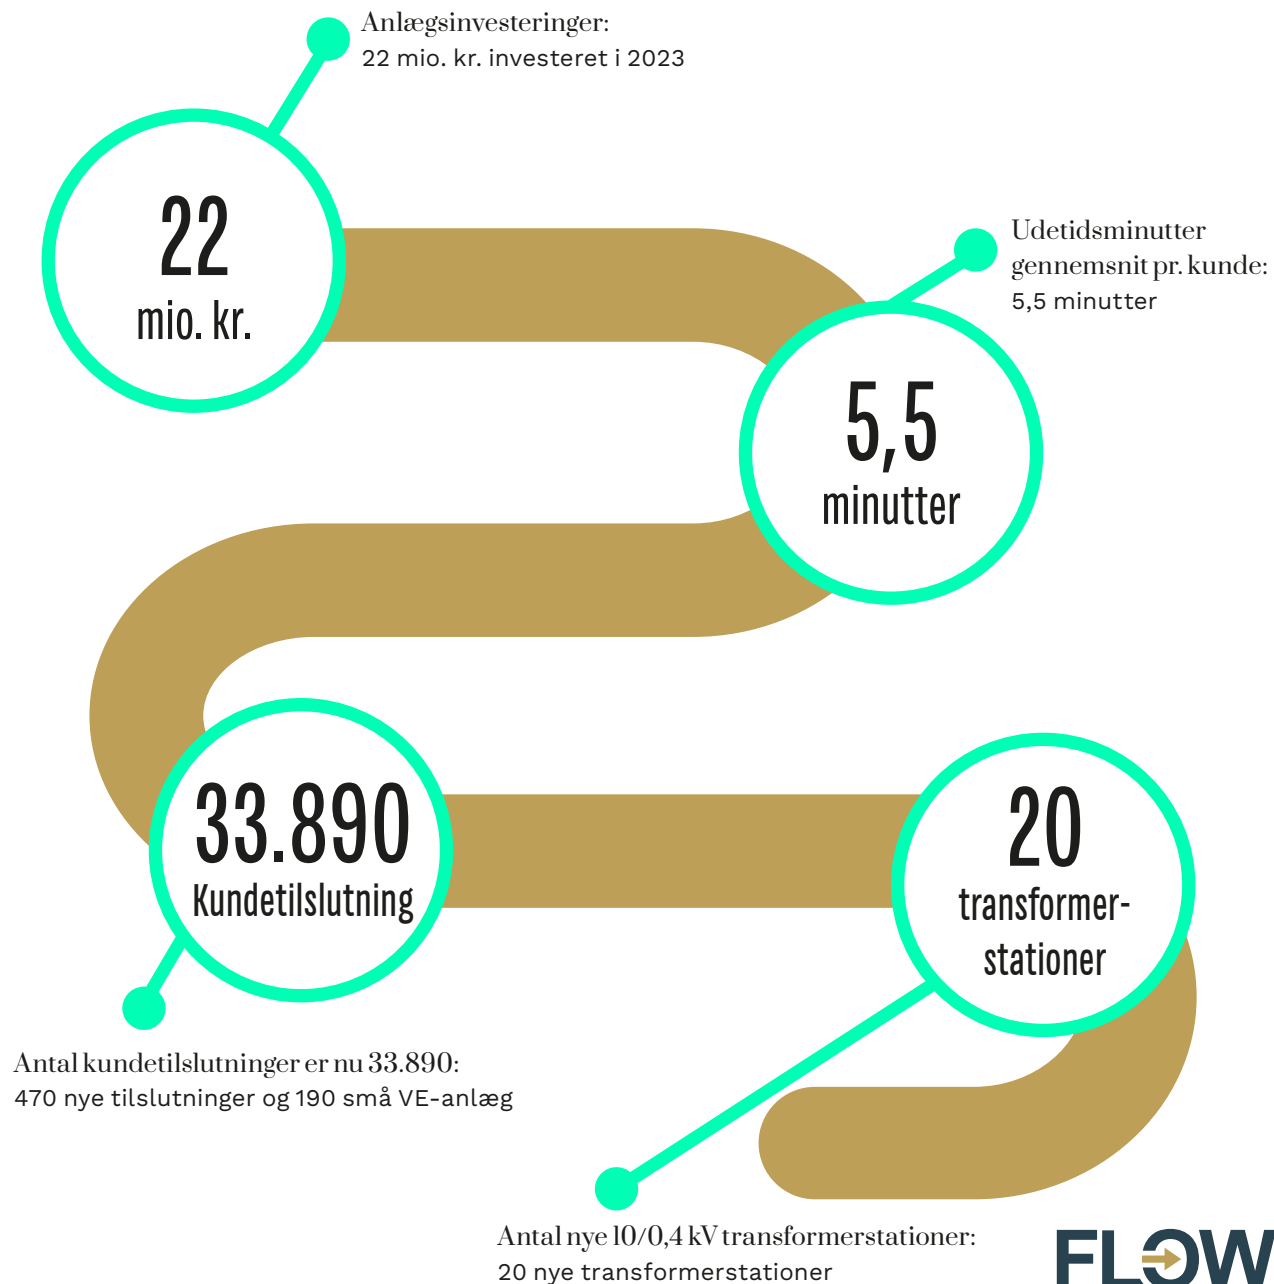 Anlægsinvesteringer:
22 mio. kr. investeret i 2023
22
mio. kr.
Udetidsminutter
gennemsnit pr. kunde:
5,5 minutter
5,5
minutter
33.890
Kundetilslutning
20
transformer-
stationer
Antal kundetilslutninger er nu 33.890:
470 nye tilslutninger og 190 små VE-anlæg
Antal nye 10/0,4 kV transformerstationer:
20 nye transformerstationer
FLOW